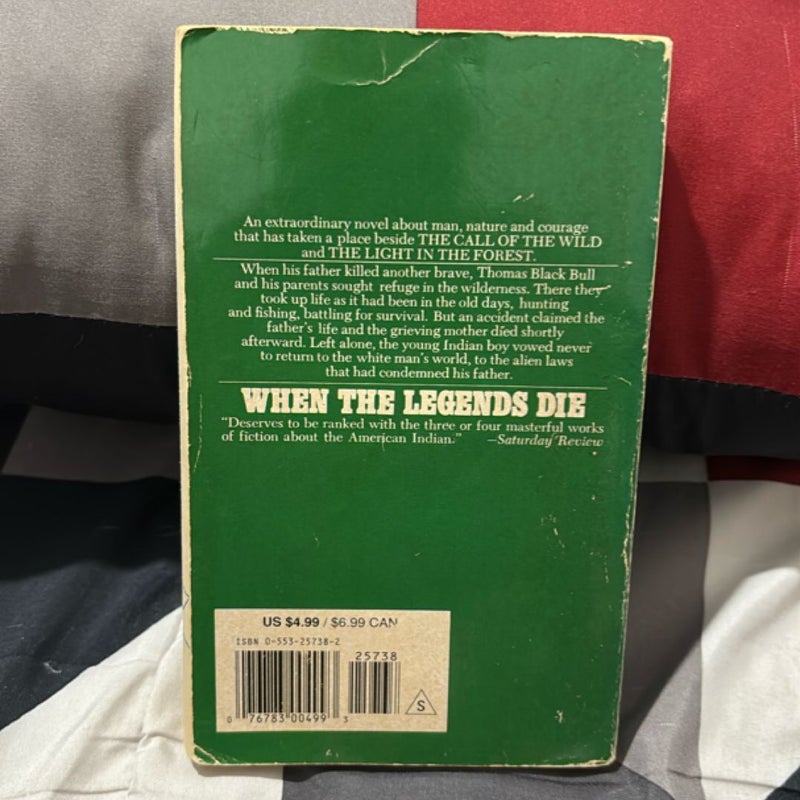 An extraordinary novel about man, nature and courage
that has taken a place beside THE CALL OF THE WILD
and THE LIGHT IN THE FOREST.
When his father killed another brave, Thomas Black Bull
and his parents sought refuge in the wilderness. There they
took up life as it had been in the old days, hunting
and fishing, battling for survival. But an accident claimed the
father's life and the grieving mother died shortly
afterward. Left alone, the young Indian boy vowed never
to return to the white man's world, to the alien laws
that had condemned his father.
WHEN THE LEGENDS DIE
"Deserves to be ranked with the three or four masterful works
of fiction about the American Indian." —Saturday Review
US $4.99 / $6.99 CAN
ISBN 0-553-25738-2
25738
0 76783 00499 3
S